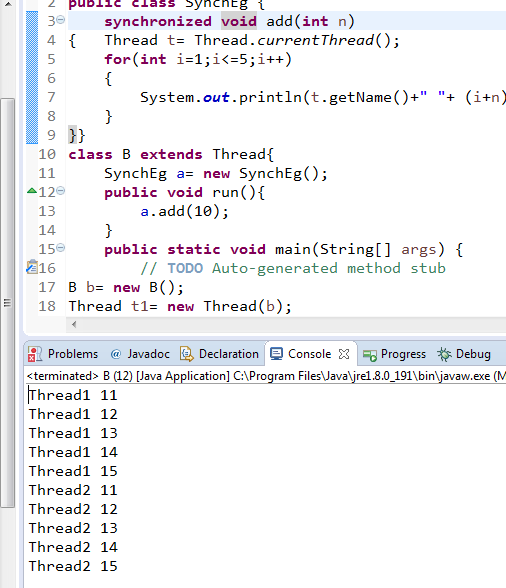 2 public class SynchEg {
3 synchronized void add(int n)
4 { Thread t= Thread.currentThread();
5 for(int i=1;i<=5;i++)
6 {
7 System.out.println(t.getName()+" "+ (i+n)
8 }
9 }}
10 class B extends Thread{
11 SynchEg a= new SynchEg();
12 public void run(){
13 a.add(10);
14 }
15 public static void main(String[] args) {
16 // TODO Auto-generated method stub
17 B b= new B();
18 Thread t1= new Thread(b);
Problems @ Javadoc Declaration Console Progress Debug
<terminated> B (12) [Java Application] C:\Program Files\Java\jre1.8.0_191\bin\javaw.exe (M
Thread1 11
Thread1 12
Thread1 13
Thread1 14
Thread1 15
Thread2 11
Thread2 12
Thread2 13
Thread2 14
Thread2 15